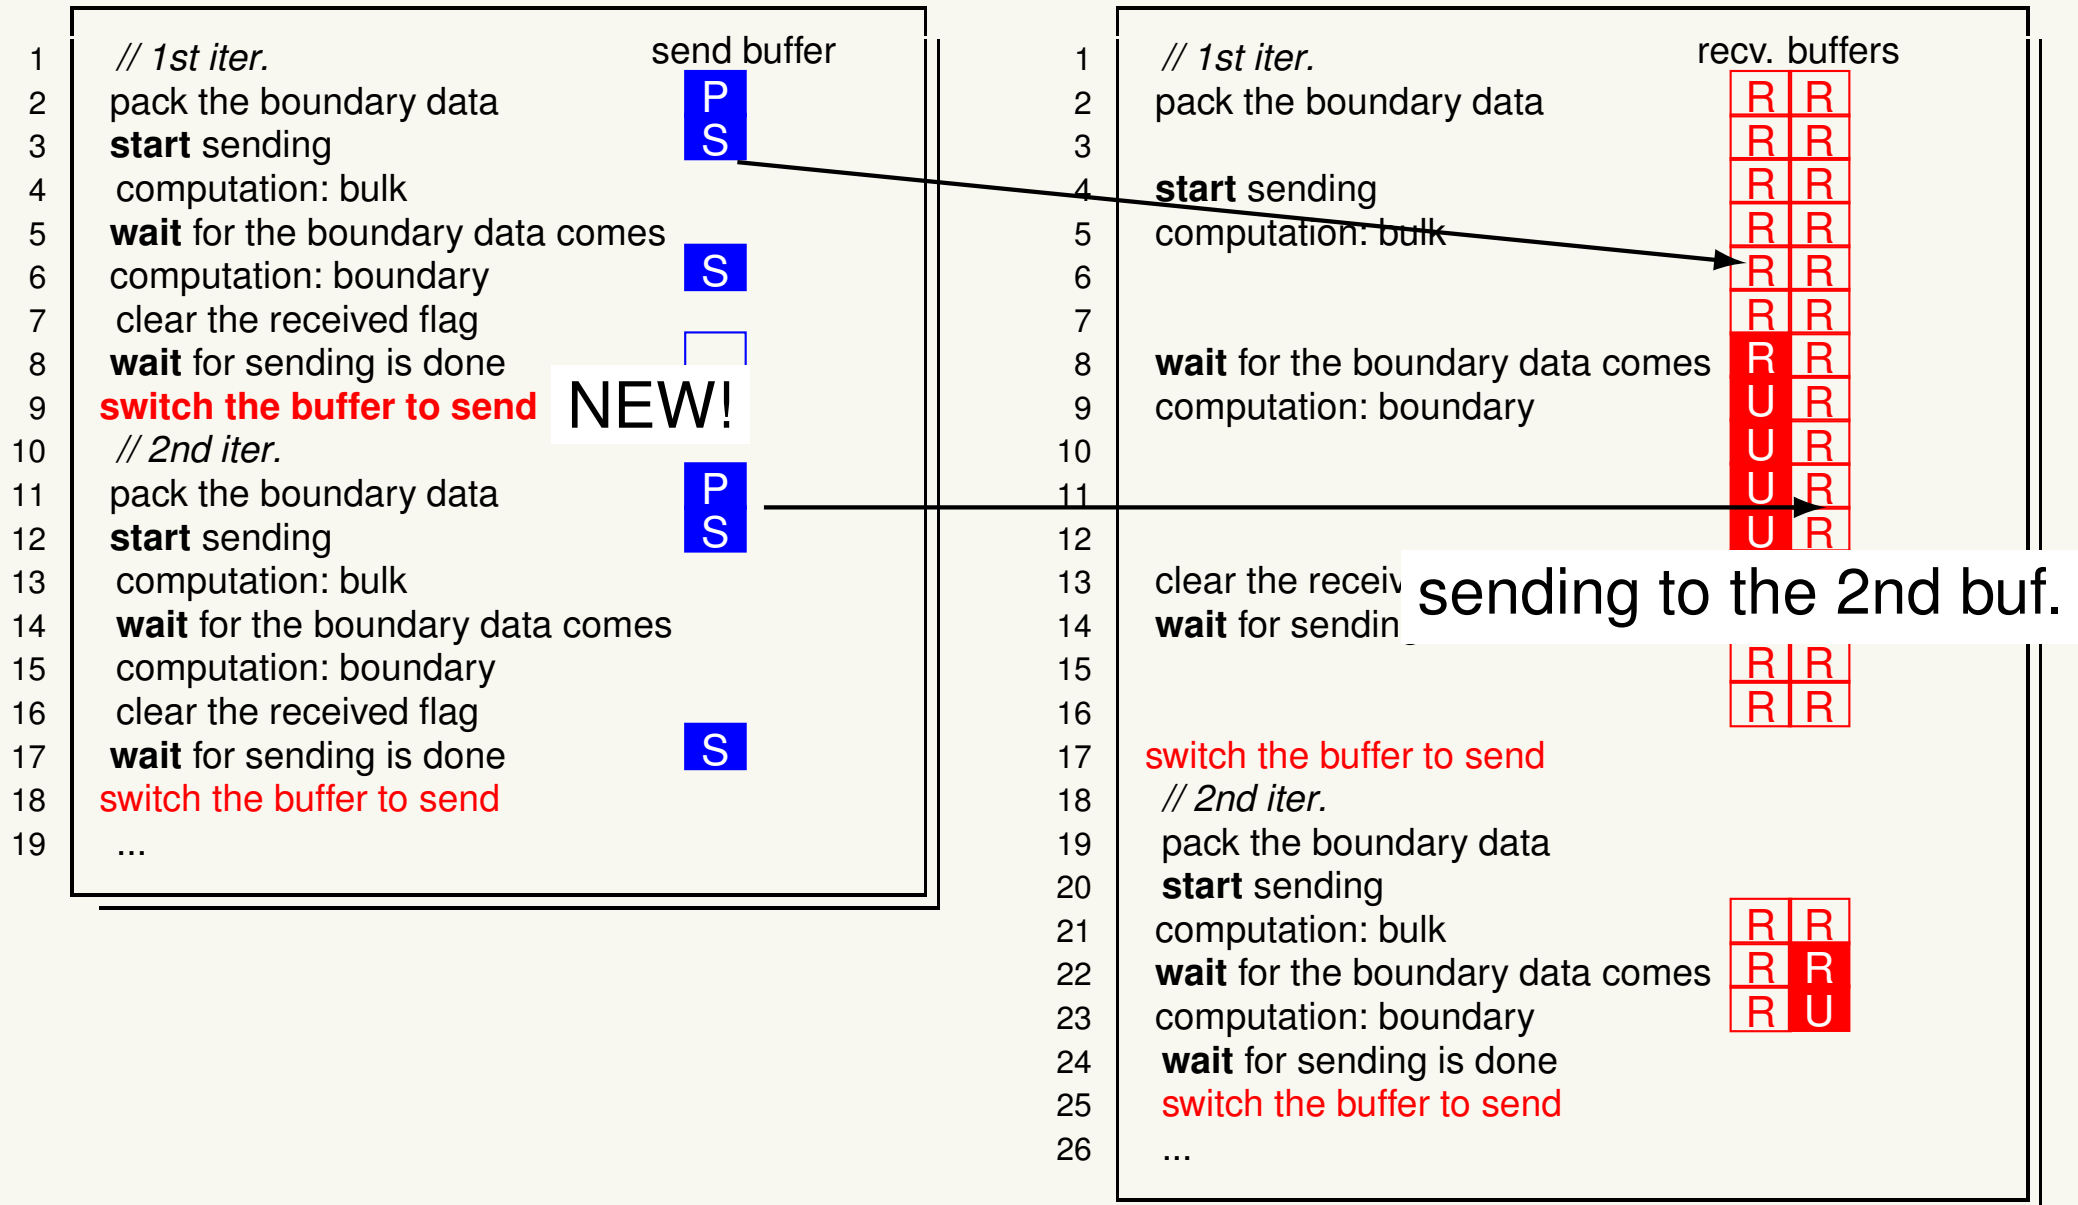 send buffer
1 // 1st iter.
2 pack the boundary data P
3 start sending S
4 computation: bulk
5 wait for the boundary data comes
6 computation: boundary S
7 clear the received flag
8 wait for sending is done
9 switch the buffer to send NEW!
10 // 2nd iter.
11 pack the boundary data P
12 start sending S
13 computation: bulk
14 wait for the boundary data comes
15 computation: boundary
16 clear the received flag
17 wait for sending is done S
18 switch the buffer to send
19 ...
recv. buffers
1 // 1st iter.
2 pack the boundary data R R
3 R R
4 start sending R R
5 computation: bulk R R
6 R R
7 R R
8 wait for the boundary data comes R R
9 computation: boundary U R
10 U R
11 U R
12 U R
13 clear the receiv
sending to the 2nd buf.
14 wait for sendin
15 R R
16 R R
17 switch the buffer to send
18 // 2nd iter.
19 pack the boundary data
20 start sending
21 computation: bulk R R
22 wait for the boundary data comes R R
23 computation: boundary R U
24 wait for sending is done
25 switch the buffer to send
26 ...